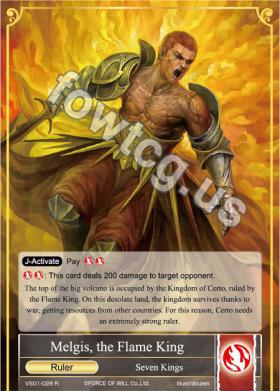 fowtcg.us
J-Activate Pay
: This card deals 200 damage to target opponent.
The top of the big volcano is occupied by the Kingdom of Certo, ruled by
the Flame King. On this desolate land, the kingdom survives thanks to
war, getting resources from other countries. For this reason, Certo needs
an extremely strong ruler.
Melgis, the Flame King
Seven Kings
Ruler
VS01-028 R ©FORCE OF WILL Co.,Ltd.